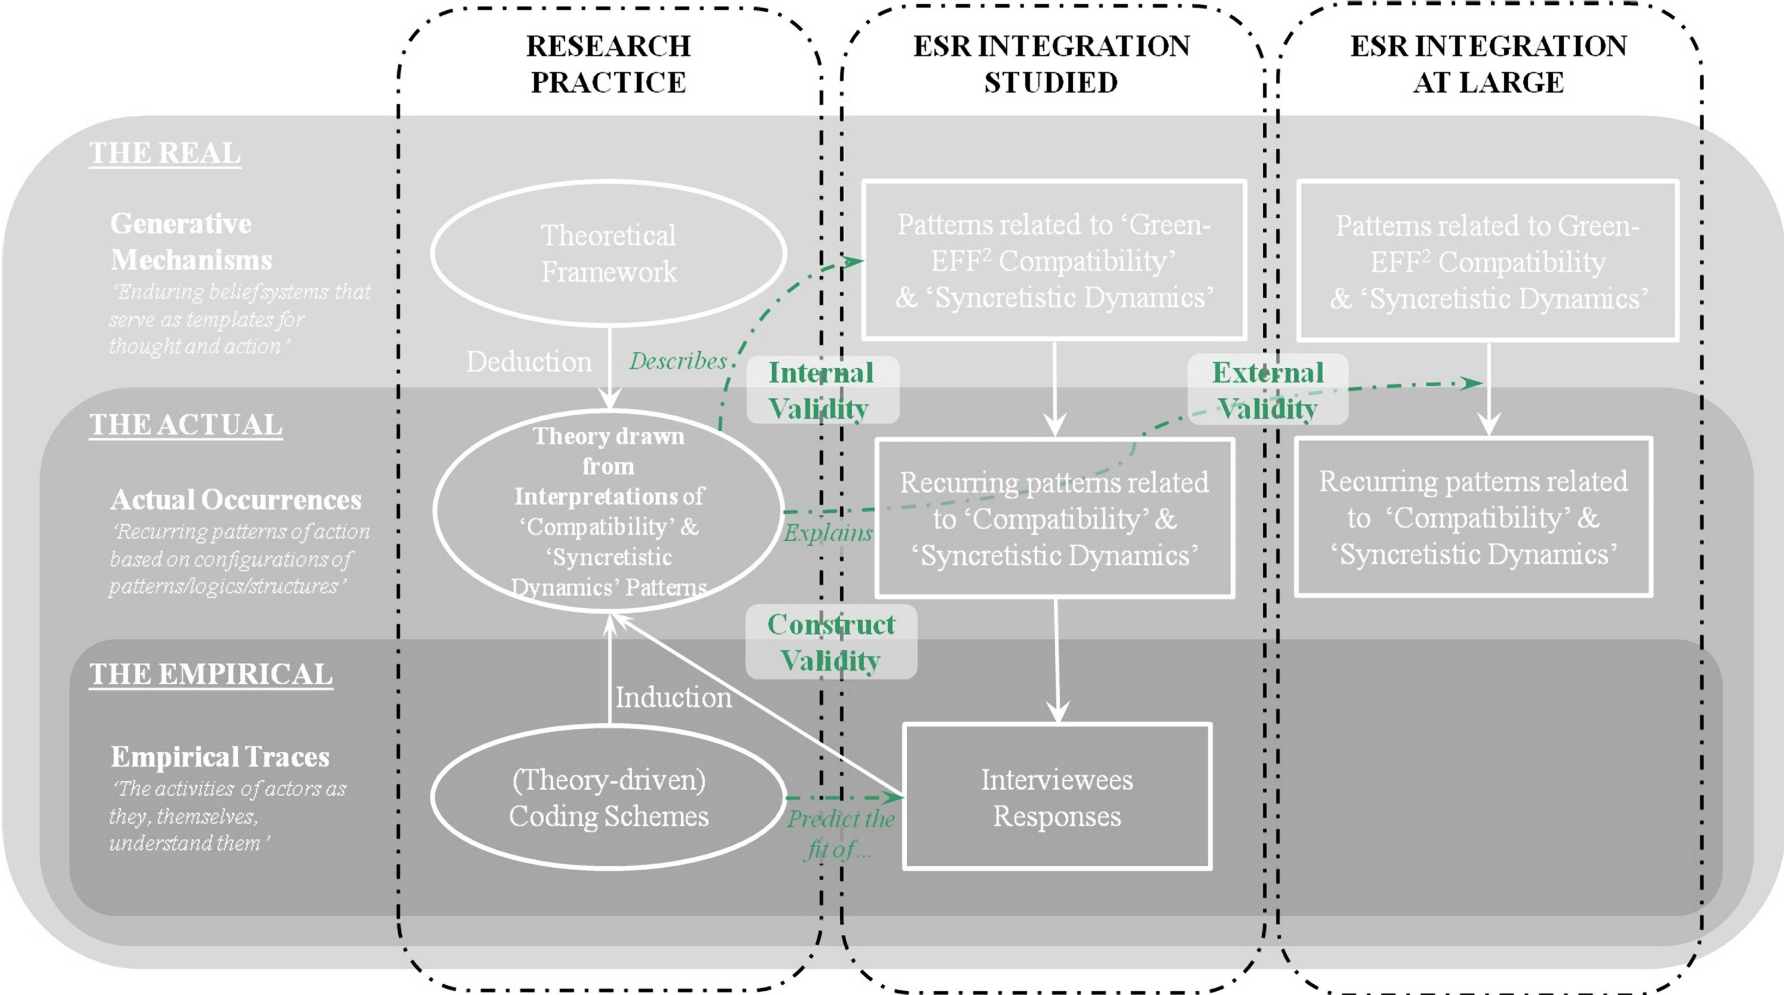 RESEARCH
PRACTICE
ESR INTEGRATION
STUDIED
ESR INTEGRATION
AT LARGE
THE REAL
Generative
Mechanisms
‘Enduring belief systems that
serve as templates for
thought and action’
Theoretical
Framework
Patterns related to ‘Green-
EFF² Compatibility’
& ‘Syncretistic Dynamics’
Patterns related to Green-
EFF² Compatibility
& ‘Syncretistic Dynamics’
Deduction
Describes
Internal
Validity
External
Validity
THE ACTUAL
Actual Occurrences
‘Recurring patterns of action
based on configurations of
patterns/logics/structures’
Theory drawn
from
Interpretations of
‘Compatibility’ &
‘Syncretistic
Dynamics’ Patterns
Explains
Recurring patterns related
to ‘Compatibility’ &
‘Syncretistic Dynamics’
Recurring patterns related
to ‘Compatibility’ &
‘Syncretistic Dynamics’
Construct
Validity
THE EMPIRICAL
Empirical Traces
‘The activities of actors as
they, themselves,
understand them’
Induction
(Theory-driven)
Coding Schemes
Predict the
fit of...
Interviewees
Responses